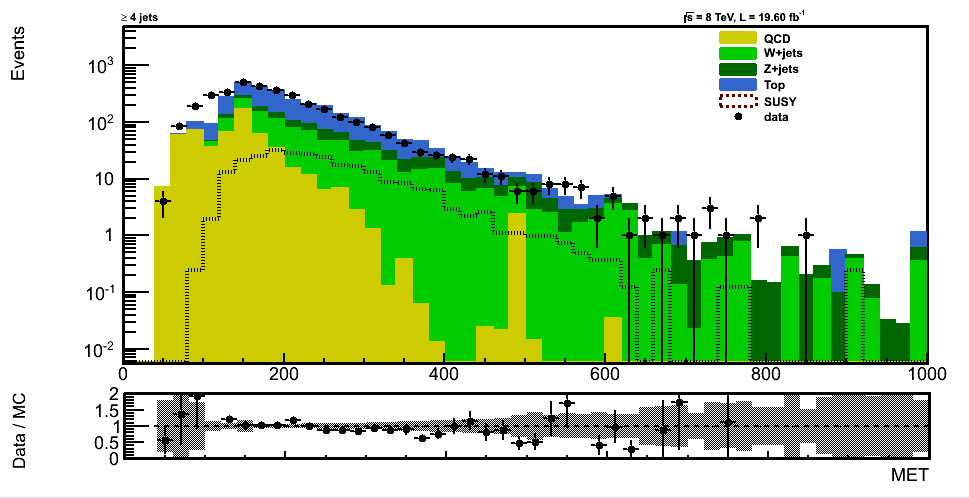 ≥ 4 jets
√s = 8 TeV, L = 19.60 fb⁻¹
Events
10³
10²
10
1
10⁻¹
10⁻²
QCD
W+jets
Z+jets
Top
SUSY
data
0 200 400 600 800 1000
Data / MC
2
1.5
1
0.5
0
MET